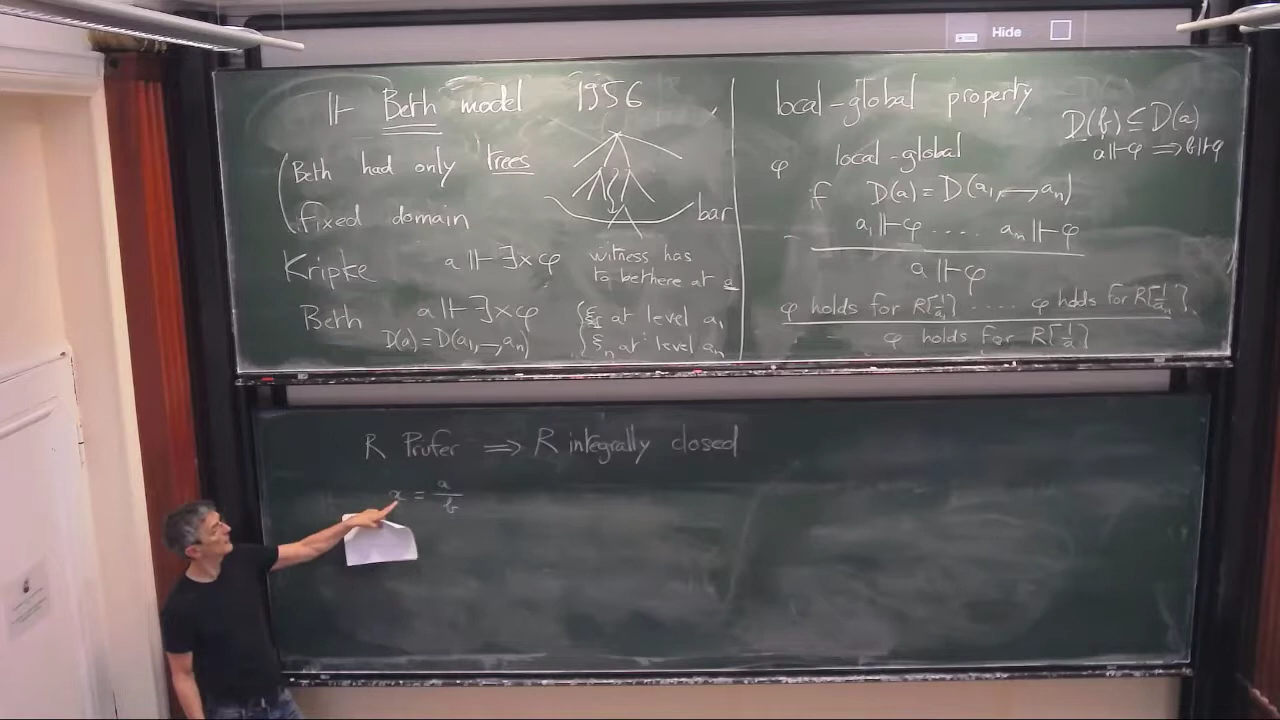 Hide
⊩ Beth model 1956
Beth had only trees
fixed domain
bar
Kripke a ⊩ ∃x φ witness has
to be there at a
Beth a ⊩ ∃x φ ξ₁ at level a₁
D(a) = D(a₁, —, aₙ) ξₙ at level aₙ
local-global property
D(b) ⊆ D(a)
a ⊩ φ ⟹ b ⊩ φ
φ local-global
if D(a) = D(a₁, —, aₙ)
a₁ ⊩ φ .... aₙ ⊩ φ
a ⊩ φ
φ holds for R[1/a₁] ..... φ holds for R[1/aₙ]
φ holds for R[1/a]
R Prüfer ⟹ R integrally closed
x = a/b